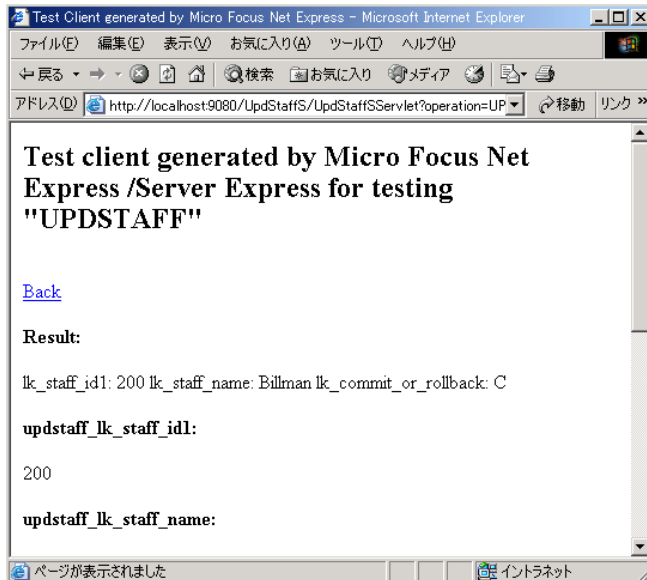 Test Client generated by Micro Focus Net Express - Microsoft Internet Explorer
ファイル(F) 編集(E) 表示(V) お気に入り(A) ツール(T) ヘルプ(H)
戻る 検索 お気に入り メディア
アドレス(D) http://localhost:9080/UpdStaffS/UpdStaffSServlet?operation=UP 移動 リンク »
Test client generated by Micro Focus Net
Express /Server Express for testing
"UPDSTAFF"
Back
Result:
lk_staff_id1: 200 lk_staff_name: Billman lk_commit_or_rollback: C
updstaff_lk_staff_id1:
200
updstaff_lk_staff_name:
ページが表示されました イントラネット